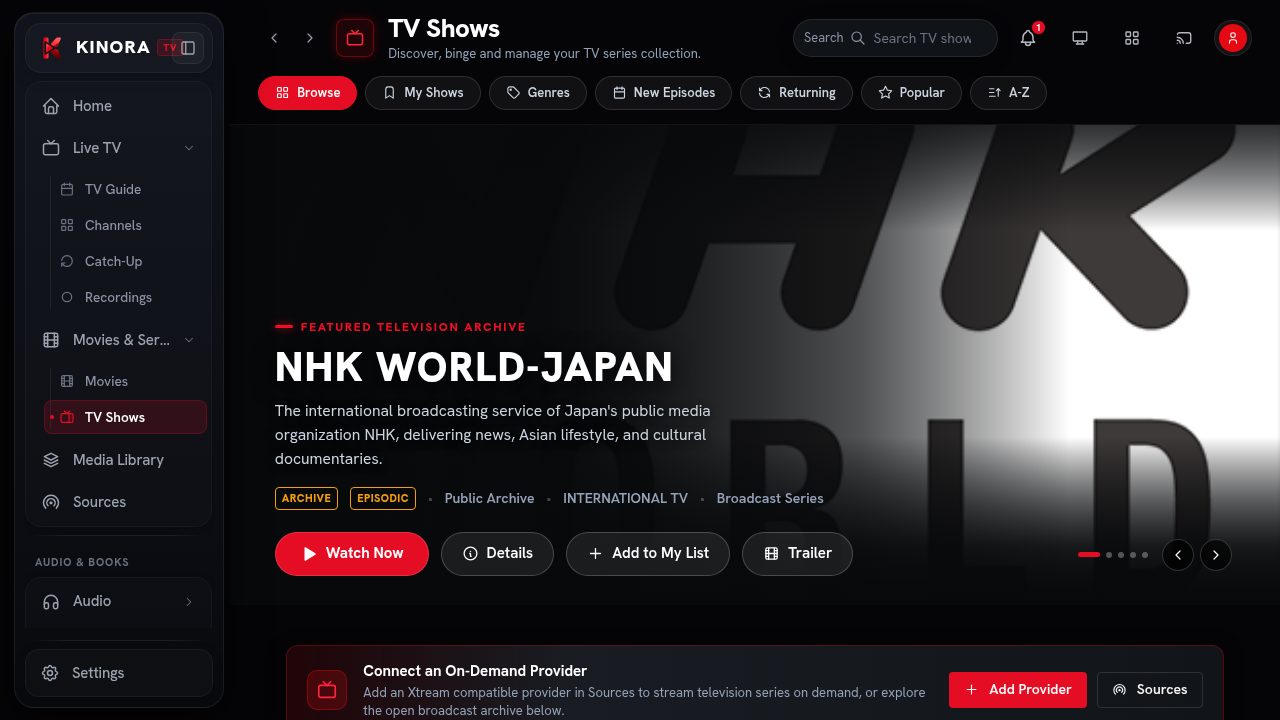 KINORA TV
Home
Live TV
TV Guide
Channels
Catch-Up
Recordings
Movies & Ser...
Movies
TV Shows
Media Library
Sources
AUDIO & BOOKS
Audio
Settings
TV Shows
Discover, binge and manage your TV series collection.
Search Search TV show
1
Browse My Shows Genres New Episodes Returning Popular A-Z
HK
ORLD
FEATURED TELEVISION ARCHIVE
NHK WORLD-JAPAN
The international broadcasting service of Japan's public media
organization NHK, delivering news, Asian lifestyle, and cultural
documentaries.
ARCHIVE EPISODIC • Public Archive • INTERNATIONAL TV • Broadcast Series
Watch Now Details Add to My List Trailer
Connect an On-Demand Provider
Add an Xtream compatible provider in Sources to stream television series on demand, or explore
the open broadcast archive below.
Add Provider Sources